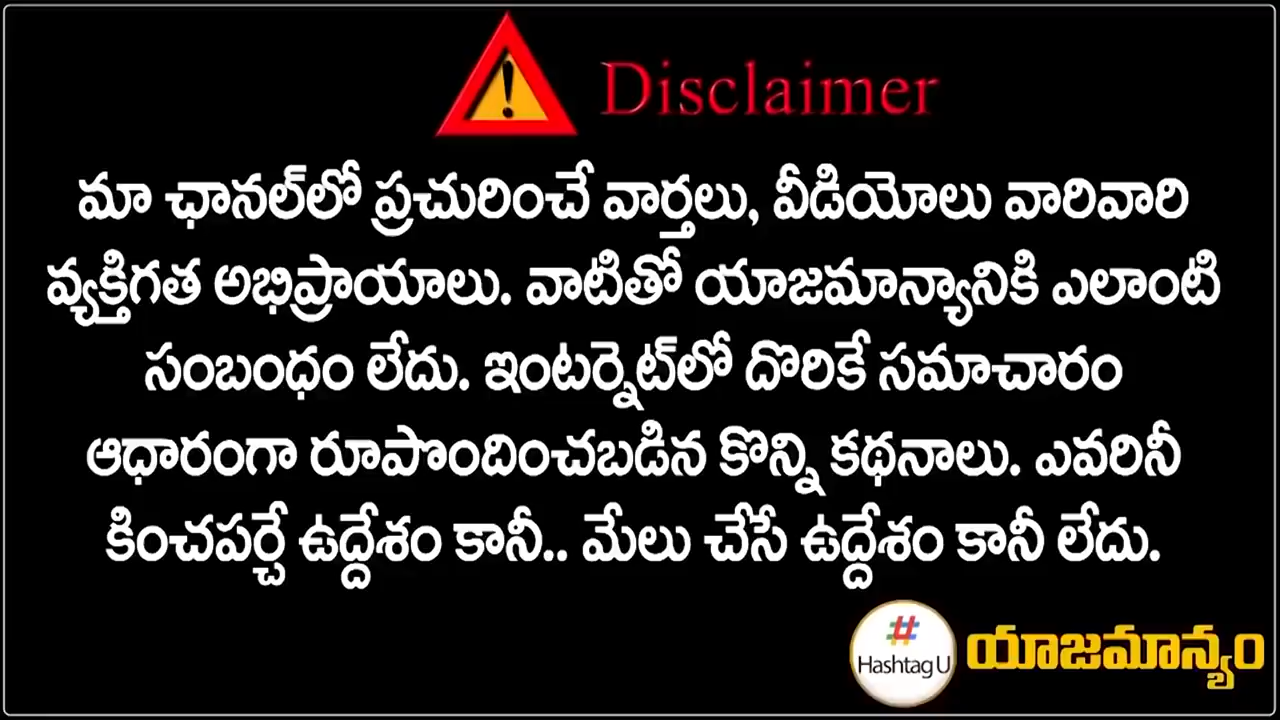 Disclaimer
మా ఛానల్‌లో ప్రచురించే వార్తలు, వీడియోలు వారివారి
వ్యక్తిగత అభిప్రాయాలు. వాటితో యాజమాన్యానికి ఎలాంటి
సంబంధం లేదు. ఇంటర్నెట్‌లో దొరికే సమాచారం
ఆధారంగా రూపొందించబడిన కొన్ని కథనాలు. ఎవరినీ
కించపర్చే ఉద్దేశం కానీ.. మేలు చేసే ఉద్దేశం కానీ లేదు.
# Hashtag U
యాజమాన్యం